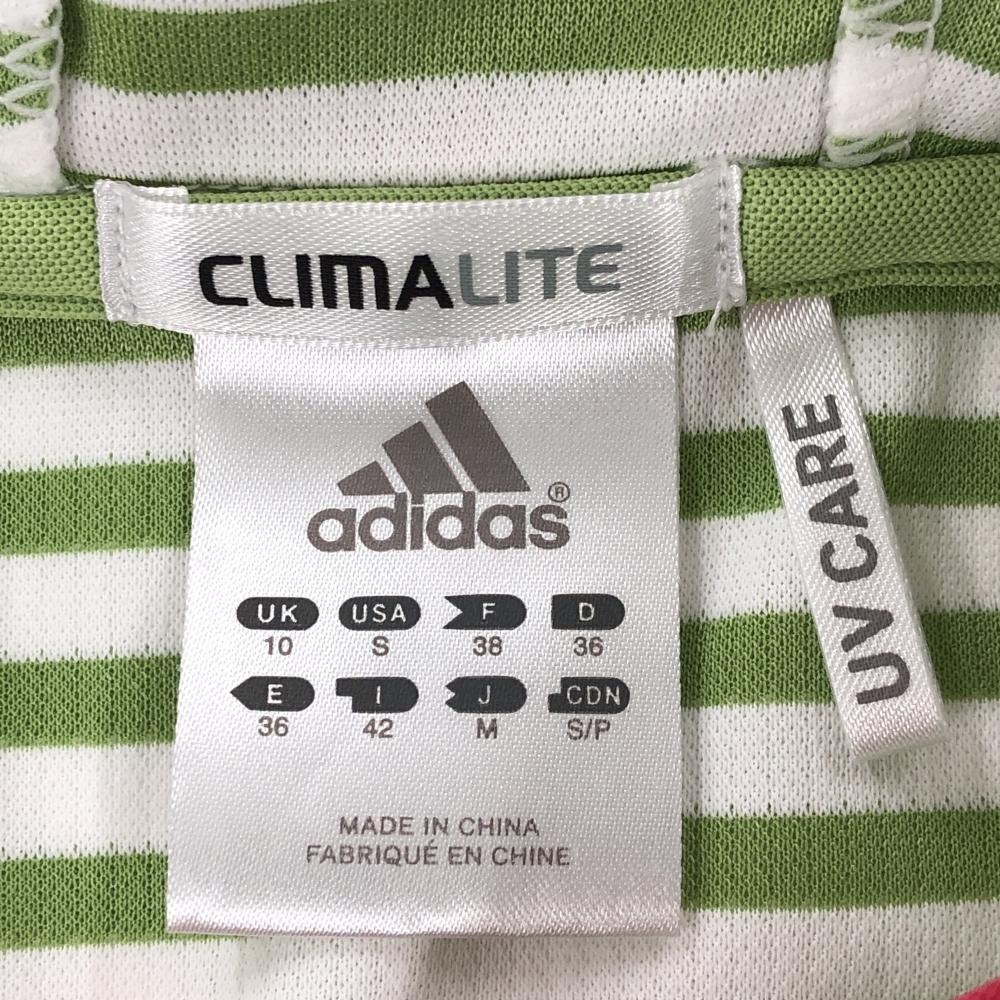 CLIMALITE
adidas®
UK USA F D
10 S 38 36
E I J CDN
36 42 M S/P
MADE IN CHINA
FABRIQUÉ EN CHINE
UV CARE